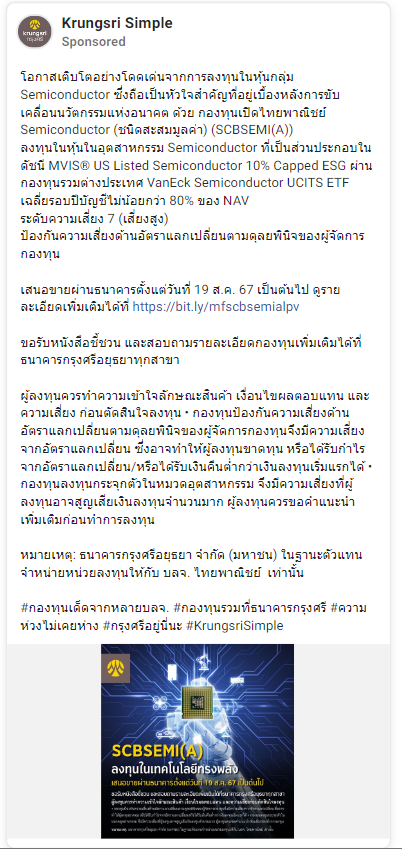 krungsri
กรุงศรี
Krungsri Simple
Sponsored
โอกาสเติบโตอย่างโดดเด่นจากการลงทุนในหุ้นกลุ่ม
Semiconductor ซึ่งถือเป็นหัวใจสำคัญที่อยู่เบื้องหลังการขับ
เคลื่อนนวัตกรรมแห่งอนาคต ด้วย กองทุนเปิดไทยพาณิชย์
Semiconductor (ชนิดสะสมมูลค่า) (SCBSEMI(A))
ลงทุนในหุ้นในอุตสาหกรรม Semiconductor ที่เป็นส่วนประกอบใน
ดัชนี MVIS® US Listed Semiconductor 10% Capped ESG ผ่าน
กองทุนรวมต่างประเทศ VanEck Semiconductor UCITS ETF
เฉลี่ยรอบปีบัญชีไม่น้อยกว่า 80% ของ NAV
ระดับความเสี่ยง 7 (เสี่ยงสูง)
ป้องกันความเสี่ยงด้านอัตราแลกเปลี่ยนตามดุลยพินิจของผู้จัดการ
กองทุน
เสนอขายผ่านธนาคารตั้งแต่วันที่ 19 ส.ค. 67 เป็นต้นไป ดูราย
ละเอียดเพิ่มเติมได้ที่ https://bit.ly/mfscbsemialpv
ขอรับหนังสือชี้ชวน และสอบถามรายละเอียดกองทุนเพิ่มเติมได้ที่
ธนาคารกรุงศรีอยุธยาทุกสาขา
ผู้ลงทุนควรทำความเข้าใจลักษณะสินค้า เงื่อนไขผลตอบแทน และ
ความเสี่ยง ก่อนตัดสินใจลงทุน • กองทุนป้องกันความเสี่ยงด้าน
อัตราแลกเปลี่ยนตามดุลยพินิจของผู้จัดการกองทุนจึงมีความเสี่ยง
จากอัตราแลกเปลี่ยน ซึ่งอาจทำให้ผู้ลงทุนขาดทุน หรือได้รับกำไร
จากอัตราแลกเปลี่ยน/หรือได้รับเงินคืนต่ำกว่าเงินลงทุนเริ่มแรกได้ •
กองทุนลงทุนกระจุกตัวในหมวดอุตสาหกรรม จึงมีความเสี่ยงที่ผู้
ลงทุนอาจสูญเสียเงินลงทุนจำนวนมาก ผู้ลงทุนควรขอคำแนะนำ
เพิ่มเติมก่อนทำการลงทุน
หมายเหตุ: ธนาคารกรุงศรีอยุธยา จำกัด (มหาชน) ในฐานะตัวแทน
จำหน่ายหน่วยลงทุนให้กับ บลจ. ไทยพาณิชย์ เท่านั้น
#กองทุนเด็ดจากหลายบลจ. #กองทุนรวมที่ธนาคารกรุงศรี #ความ
ห่วงไม่เคยห่าง #กรุงศรีอยู่นี่นะ #KrungsriSimple
SCBSEMI(A)
ลงทุนในเทคโนโลยีทรงพลัง
เสนอขายผ่านธนาคารตั้งแต่วันที่ 19 ส.ค. 67 เป็นต้นไป